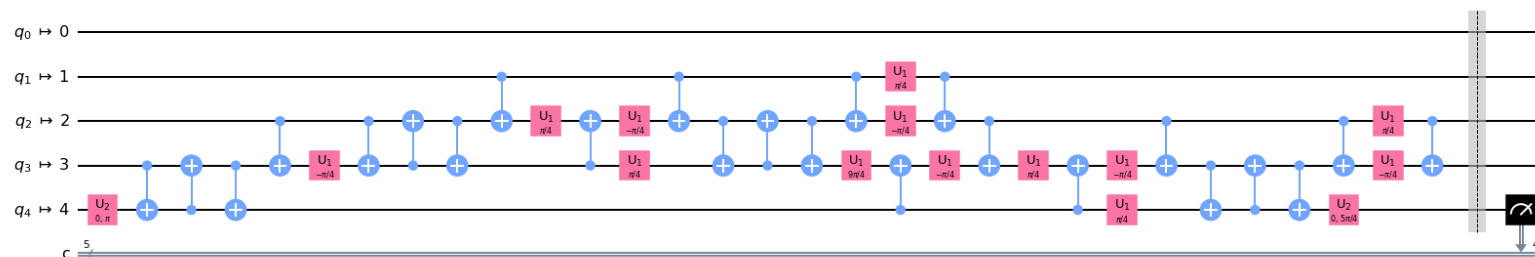 q0 ↦ 0
q1 ↦ 1
U1 π/4
q2 ↦ 2
U1 π/4 U1 −π/4 U1 −π/4 U1 π/4
q3 ↦ 3
U1 −π/4 U1 π/4 U1 9π/4 U1 −π/4 U1 π/4 U1 −π/4 U1 −π/4
q4 ↦ 4
U2 0, π U1 π/4 U2 0, 5π/4
c 5